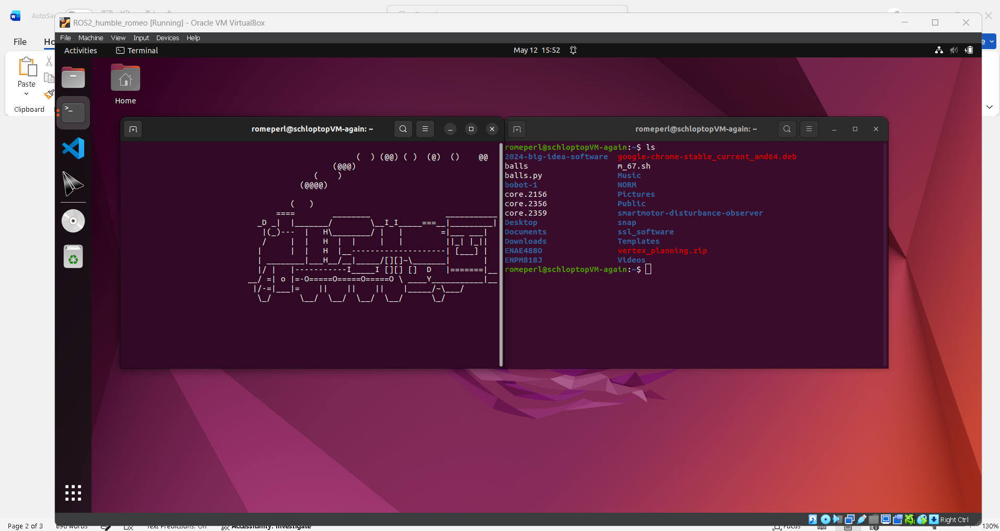 AutoSav
ROS2_humble_romeo [Running] - Oracle VM VirtualBox
File Machine View Input Devices Help
File
Ho
Activities
Terminal
May 12 15:52
Paste
Clipboard
Home
romeperl@schloptopVM-again: ~
                                                  (  ) (@@) ( )  (@)  ()    @@
                                             (@@@)
                                         (    )
                                      (@@@@)
                                    (   )
                                 ====        ________                ___________
                             _D _|  |_______/        \__I_I_____===__|_________|
                              |(_)---  |   H\________/ |   |        =|___ ___|
                              /     |  |   H  |  |     |   |         ||_| |_||
                             |      |  |   H  |__--------------------| [___] |
                             | ________|___H__/__|_____/[][]~\_______|       |
                             |/ |   |-----------I_____I [][] []  D   |=======|__
                           __/ =| o |=-O=====O=====O=====O \ ____Y___________|__
                            |/-=|___|=    ||    ||    ||    |_____/~\___/
                             \_/      \__/  \__/  \__/  \__/      \_/
romeperl@schloptopVM-again: ~
romeperl@schloptopVM-again:~$ ls
2024-big-idea-software  google-chrome-stable_current_amd64.deb
balls                   m_67.sh
balls.py                Music
bobot-1                 NORM
core.2156               Pictures
core.2356               Public
core.2359               smartmotor-disturbance-observer
Desktop                 snap
Documents               ssl_software
Downloads               Templates
ENAE488O                vertex_planning.zip
ENPM818J                Videos
romeperl@schloptopVM-again:~$
Right Ctrl
Page 2 of 3
690 words
Text Predictions: On
Accessibility: Investigate
Focus
130%